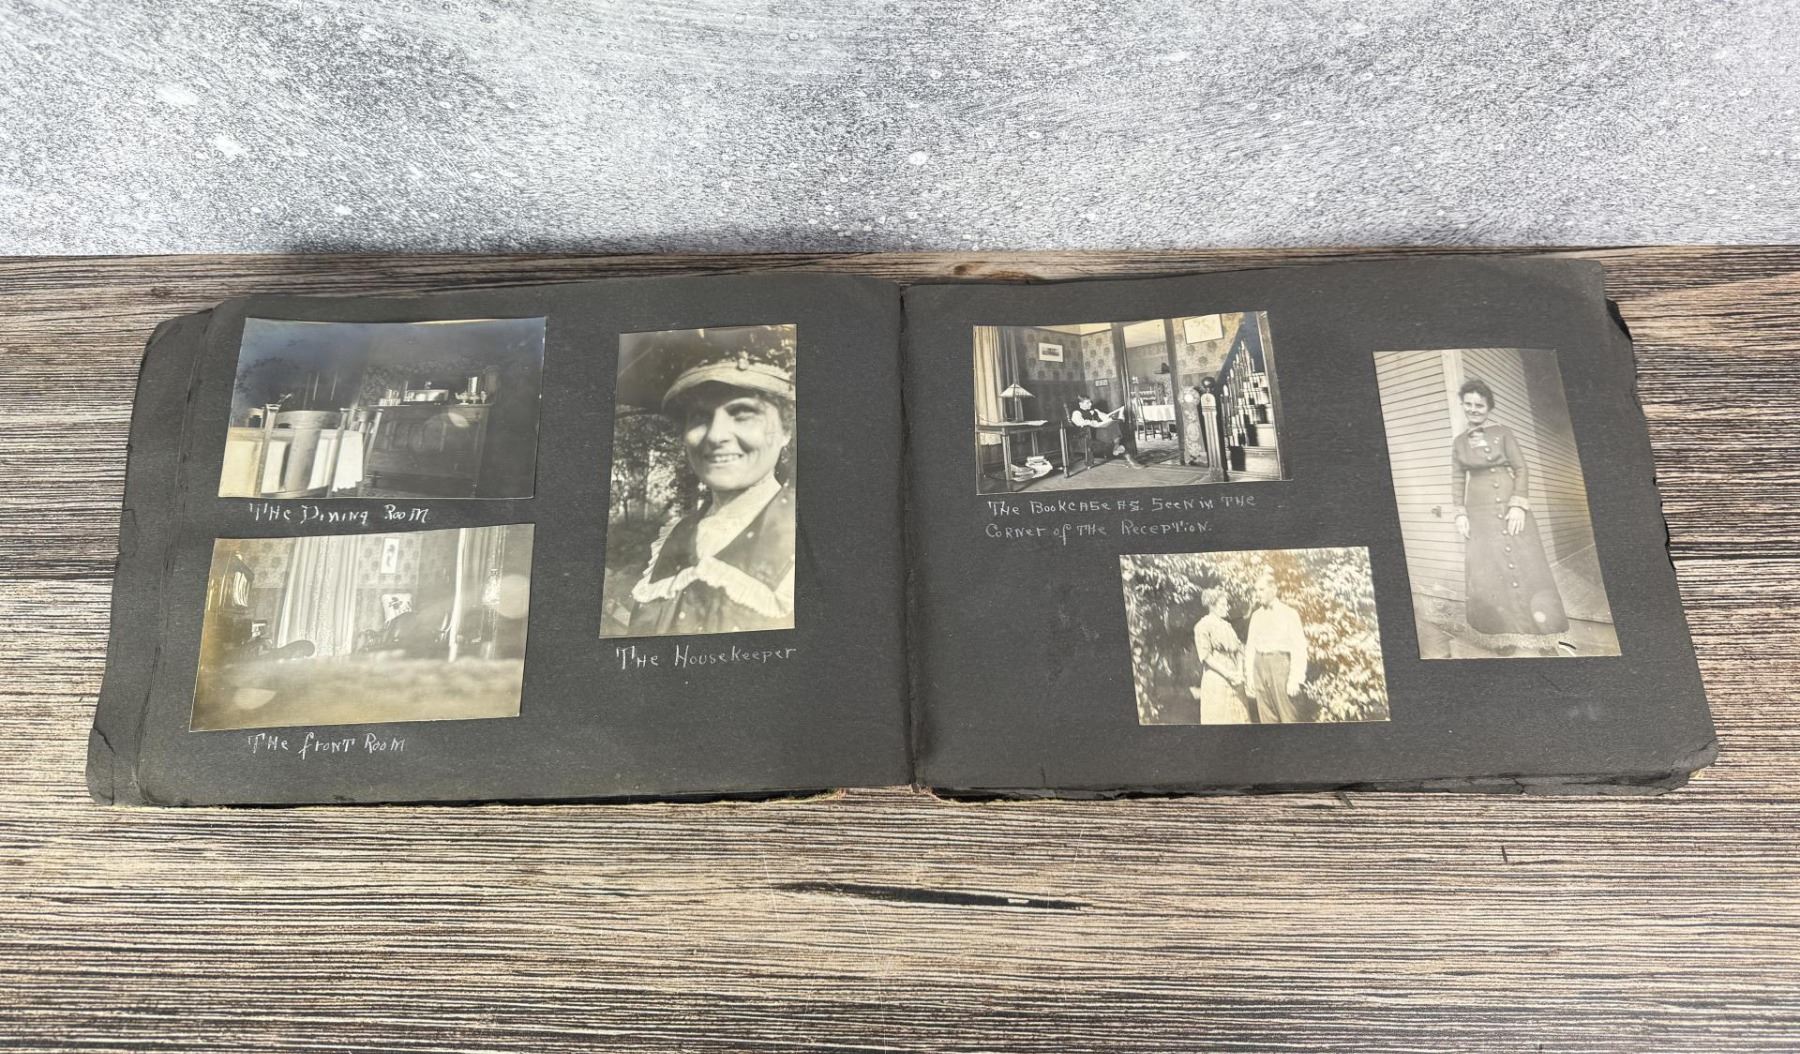 The Dining Room
The Front Room
The Housekeeper
The Bookcase as. Seen in the
Corner of the Reception.